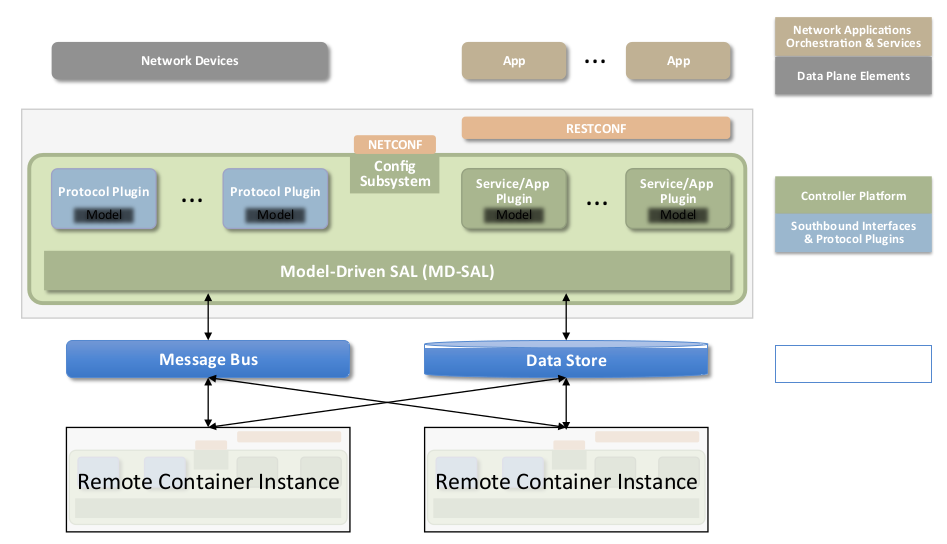 Network Devices
App
...
App
Network Applications
Orchestration & Services
Data Plane Elements
RESTCONF
NETCONF
Config
Subsystem
Protocol Plugin
Model
...
Protocol Plugin
Model
Service/App
Plugin
Model
...
Service/App
Plugin
Model
Controller Platform
Southbound Interfaces
& Protocol Plugins
Model-Driven SAL (MD-SAL)
Message Bus
Data Store
Remote Container Instance
Remote Container Instance